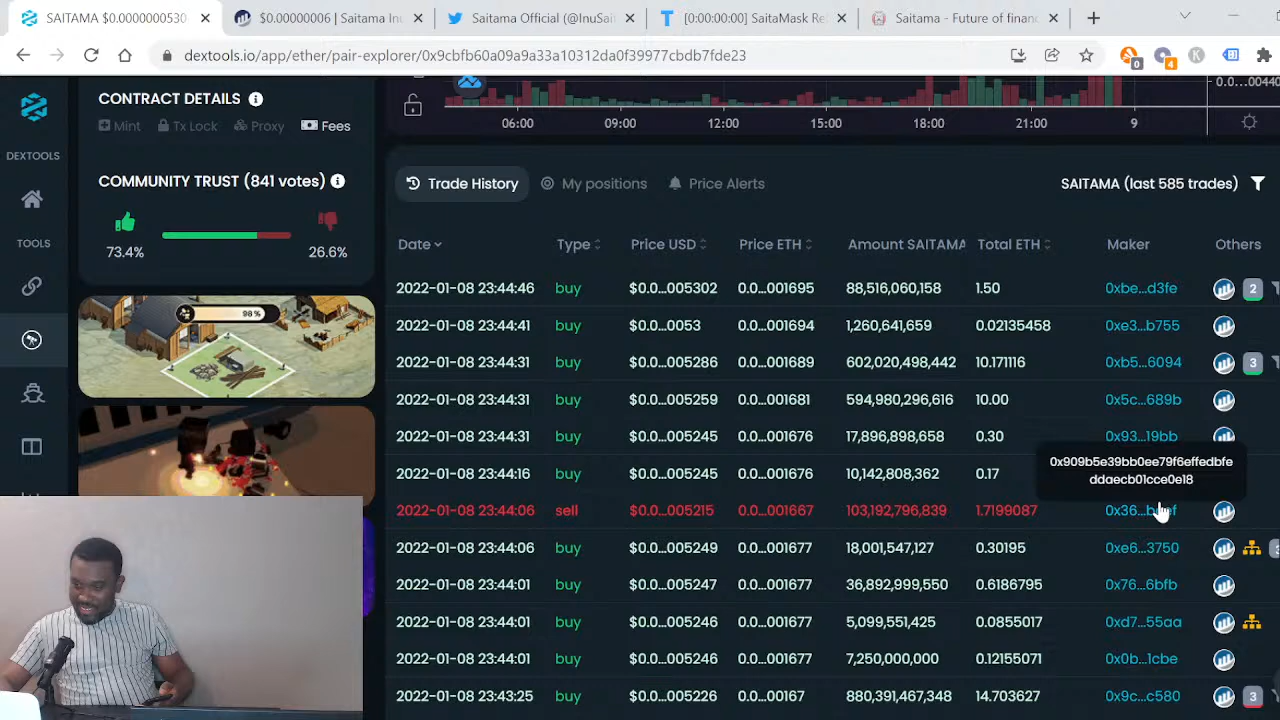 SAITAMA $0.0000000530
$0.00000006 | Saitama Inu
Saitama Official (@InuSai
[0:00:00:00] SaitaMask Re
Saitama - Future of financ
dextools.io/app/ether/pair-explorer/0x9cbfb60a09a9a33a10312da0f39977cbdb7fde23
0
4
K
CONTRACT DETAILS
Mint Tx Lock Proxy Fees
0.0...00440
06:00 09:00 12:00 15:00 18:00 21:00 9
DEXTOOLS
COMMUNITY TRUST (841 votes)
73.4% 26.6%
TOOLS
98%
Trade History My positions Price Alerts SAITAMA (last 585 trades)
Date Type Price USD Price ETH Amount SAITAMA Total ETH Maker Others
2022-01-08 23:44:46 buy $0.0...005302 0.0...001695 88,516,060,158 1.50 0xbe...d3fe 2
2022-01-08 23:44:41 buy $0.0...0053 0.0...001694 1,260,641,659 0.02135458 0xe3...b755
2022-01-08 23:44:31 buy $0.0...005286 0.0...001689 602,020,498,442 10.171116 0xb5...6094 3
2022-01-08 23:44:31 buy $0.0...005259 0.0...001681 594,980,296,616 10.00 0x5c...689b
2022-01-08 23:44:31 buy $0.0...005245 0.0...001676 17,896,898,658 0.30 0x93...19bb
0x909b5e39bb0ee79f6effedbfe
ddaecb01cce0e18
2022-01-08 23:44:16 buy $0.0...005245 0.0...001676 10,142,808,362 0.17
2022-01-08 23:44:06 sell $0.0...005215 0.0...001667 103,192,796,839 1.7199087
2022-01-08 23:44:06 buy $0.0...005249 0.0...001677 18,001,547,127 0.30195 0xe6...3750
2022-01-08 23:44:06 buy $0.0...005247 0.0...001677 36,892,999,550 0.6186795 0x76...6bfb
2022-01-08 23:44:01 buy $0.0...005246 0.0...001677 5,099,551,425 0.0855017 0xd7...55aa
2022-01-08 23:44:01 buy $0.0...005246 0.0...001677 7,250,000,000 0.12155071 0x0b...1cbe
2022-01-08 23:43:25 buy $0.0...005226 0.0...00167 880,391,467,348 14.703627 0x9c...c580 3